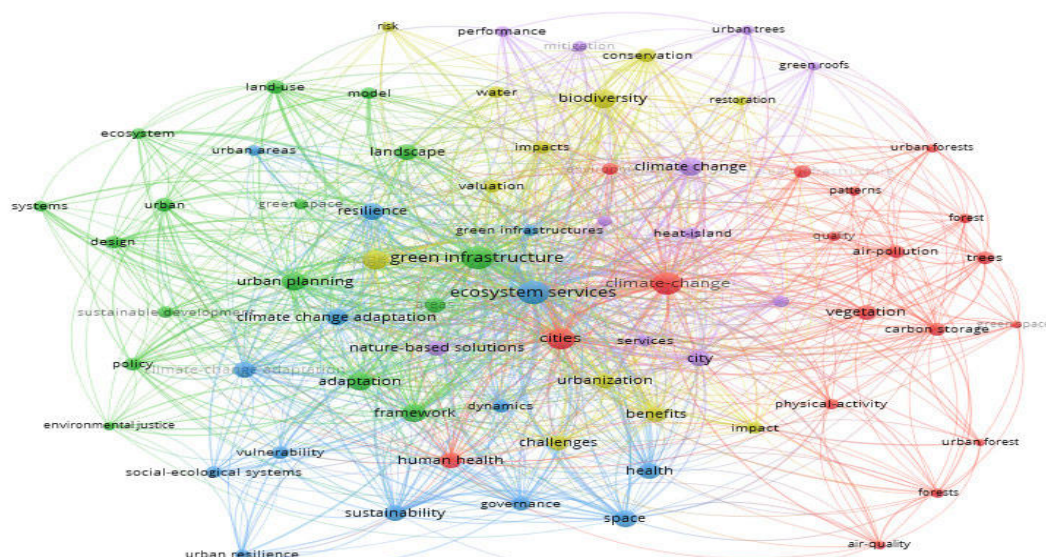 risk
performance
urban trees
mitigation
conservation
green roofs
land-use
model
water
biodiversity
restoration
ecosystem
urban areas
landscape
impacts
urban forests
climate change
valuation
patterns
systems
urban
green space
resilience
forest
green infrastructures
heat-island
quality
design
air-pollution
green infrastructure
trees
urban planning
ecosystem services
climate-change
area
sustainable development
climate change adaptation
vegetation
carbon storage
green space
cities
services
nature-based solutions
city
policy
climate-change adaptation
adaptation
urbanization
physical-activity
dynamics
environmental justice
framework
benefits
impact
challenges
urban forest
vulnerability
human health
social-ecological systems
health
forests
governance
sustainability
space
air-quality
urban resilience